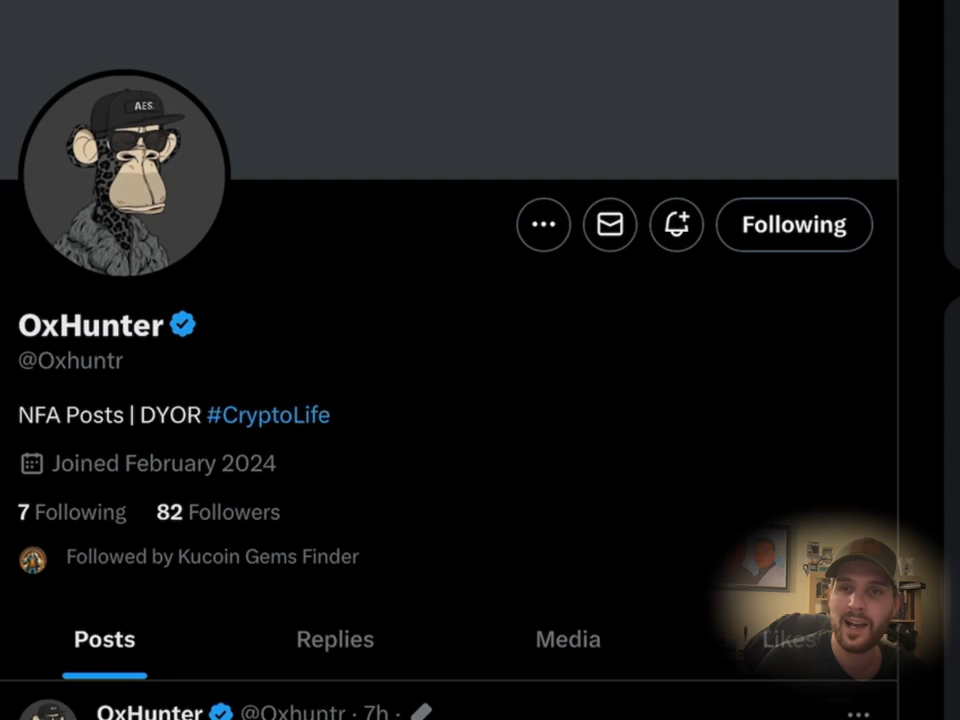 AES
Following
OxHunter
@Oxhuntr
NFA Posts | DYOR #CryptoLife
Joined February 2024
7 Following 82 Followers
Followed by Kucoin Gems Finder
Posts Replies Media Likes
OxHunter @Oxhuntr · 7h ·